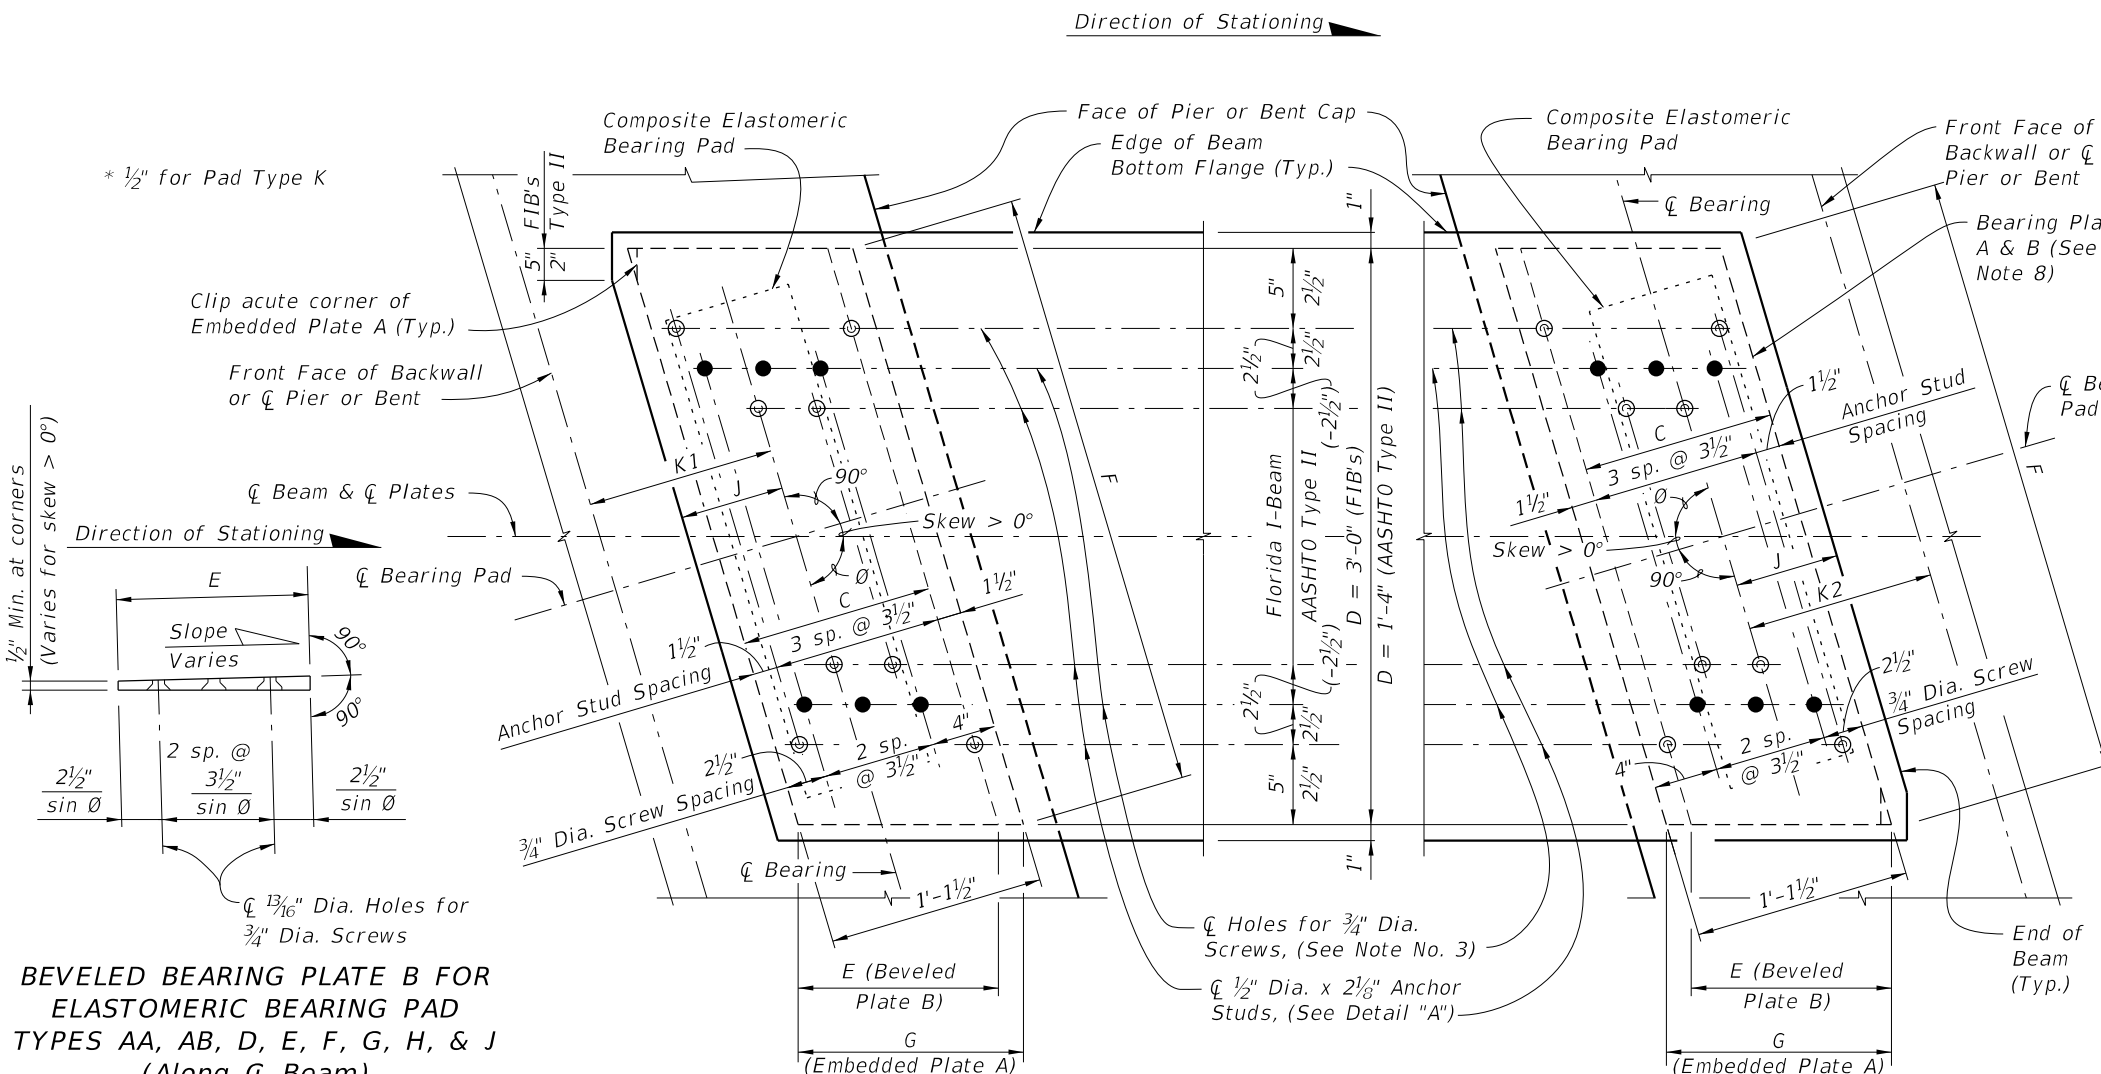 Direction of Stationing
* ½" for Pad Type K
Composite Elastomeric
Bearing Pad
FIB's
Type II
5"
2"
Face of Pier or Bent Cap
Edge of Beam
Bottom Flange (Typ.)
1"
Composite Elastomeric
Bearing Pad
Front Face of
Backwall or ℄
Pier or Bent
℄ Bearing
A & B (See
Note 8)
Clip acute corner of
Embedded Plate A (Typ.)
Front Face of Backwall
or ℄ Pier or Bent
℄ Beam & ℄ Plates
℄ Bearing Pad
K1
J
90°
Skew > 0°
Ø
C
3 sp. @ 3½"
1½"
1½"
Anchor Stud Spacing
2½"
2 sp.
@ 3½"
4"
¾" Dia. Screw Spacing
℄ Bearing
1'-1½"
F
5"
2½"
2½"
2½"
(-2½")
Florida I-Beam
AASHTO Type II
D = 3'-0" (FIB's)
D = 1'-4" (AASHTO Type II)
(-2½")
2½"
2½"
5"
2½"
1"
1½"
Anchor Stud
Spacing
C
3 sp. @ 3½"
1½"
Ø
Skew > 0°
90°
J
K2
F
Pad
2½"
¾" Dia. Screw
Spacing
4"
2 sp.
@ 3½"
1'-1½"
End of
Beam
(Typ.)
℄ Holes for ¾" Dia.
Screws, (See Note No. 3)
℄ ½" Dia. x 2⅛" Anchor
Studs, (See Detail "A")
E (Beveled
Plate B)
G
(Embedded Plate A)
E (Beveled
Plate B)
G
(Embedded Plate A)
½" Min. at corners
(Varies for skew > 0°)
Direction of Stationing
E
Slope
Varies
90°
90°
2½"
sin Ø
2 sp. @
3½"
sin Ø
2½"
sin Ø
℄ 13⁄16" Dia. Holes for
¾" Dia. Screws
BEVELED BEARING PLATE B FOR
ELASTOMERIC BEARING PAD
TYPES AA, AB, D, E, F, G, H, & J
(Along ℄ Beam)